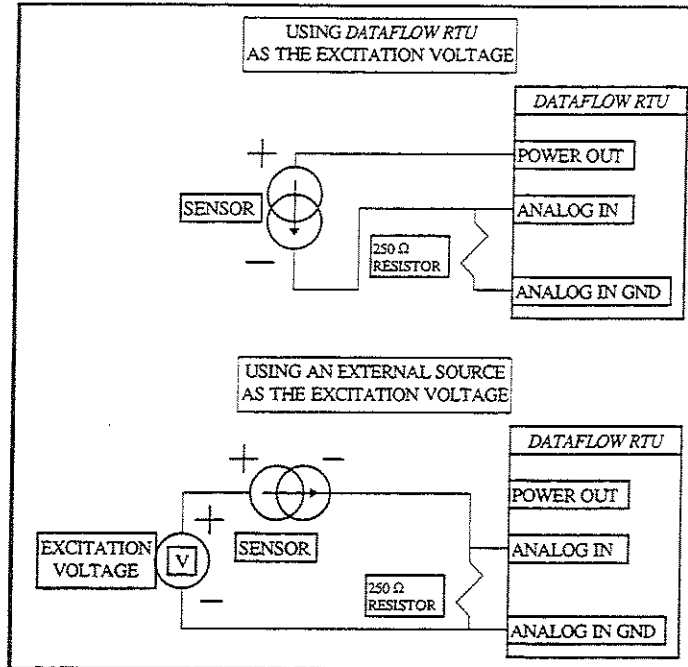 USING DATAFLOW RTU
AS THE EXCITATION VOLTAGE
DATAFLOW RTU
+
POWER OUT
SENSOR
ANALOG IN
250 Ω
RESISTOR
—
ANALOG IN GND
USING AN EXTERNAL SOURCE
AS THE EXCITATION VOLTAGE
DATAFLOW RTU
+
—
POWER OUT
+
SENSOR
EXCITATION
VOLTAGE
V
ANALOG IN
—
250 Ω
RESISTOR
ANALOG IN GND